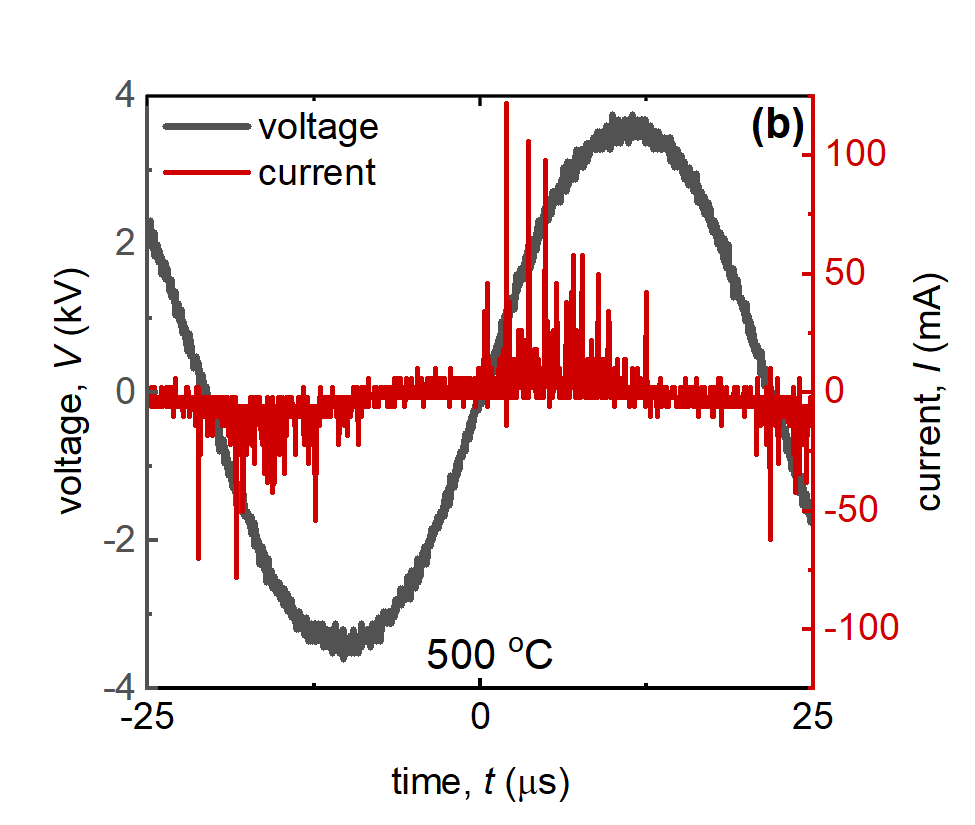 (b)
voltage
current
4
2
0
-2
-4
100
50
0
-50
-100
voltage, V (kV)
current, I (mA)
500 °C
-25
0
25
time, t (μs)